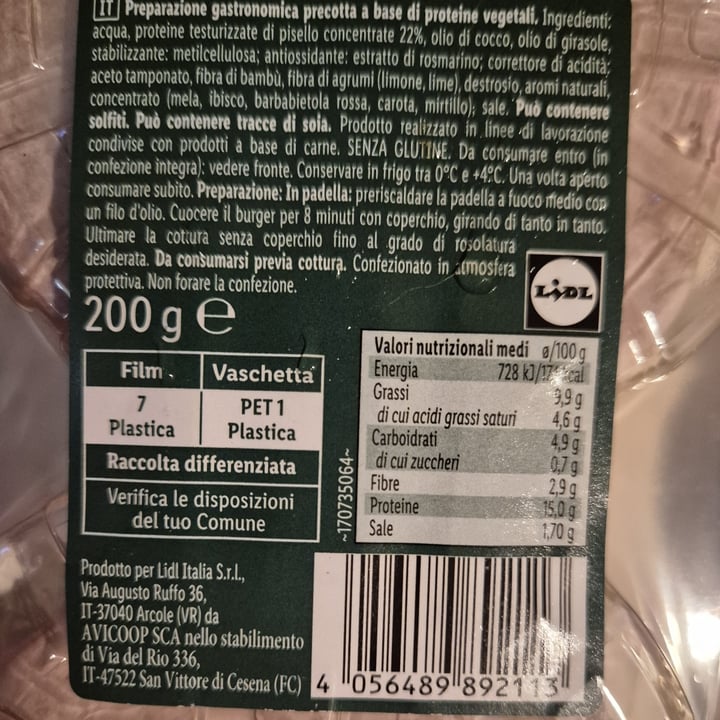 IT Preparazione gastronomica precotta a base di proteine vegetali. Ingredienti:
acqua, proteine testurizzate di pisello concentrate 22%, olio di cocco, olio di girasole,
stabilizzante: metilcellulosa; antiossidante: estratto di rosmarino; correttore di acidità:
aceto tamponato, fibra di bambù, fibra di agrumi (limone, lime), destrosio, aromi naturali,
concentrato (mela, ibisco, barbabietola rossa, carota, mirtillo); sale. Può contenere
solfiti. Può contenere tracce di soia. Prodotto realizzato in linee di lavorazione
condivise con prodotti a base di carne. SENZA GLUTINE. Da consumare entro (in
confezione integra): vedere fronte. Conservare in frigo tra 0°C e +4°C. Una volta aperto
consumare subito. Preparazione: In padella: preriscaldare la padella a fuoco medio con
un filo d'olio. Cuocere il burger per 8 minuti con coperchio, girando di tanto in tanto.
Ultimare la cottura senza coperchio fino al grado di rosolatura
desiderata. Da consumarsi previa cottura. Confezionato in atmosfera
protettiva. Non forare la confezione.
LIDL
200 g e
Film Vaschetta
7 PET 1
Plastica Plastica
Raccolta differenziata
Verifica le disposizioni
del tuo Comune
~170735064~
Valori nutrizionali medi ø/100 g
Energia 728 kJ/ kcal
Grassi 9,9 g
di cui acidi grassi saturi 4,6 g
Carboidrati 4,9 g
di cui zuccheri 0,7 g
Fibre 2,9 g
Proteine 15,0 g
Sale 1,70 g
Prodotto per Lidl Italia S.r.l.,
Via Augusto Ruffo 36,
IT-37040 Arcole (VR) da
AVICOOP SCA nello stabilimento
di Via del Rio 336,
IT-47522 San Vittore di Cesena (FC)
4 056489 892113